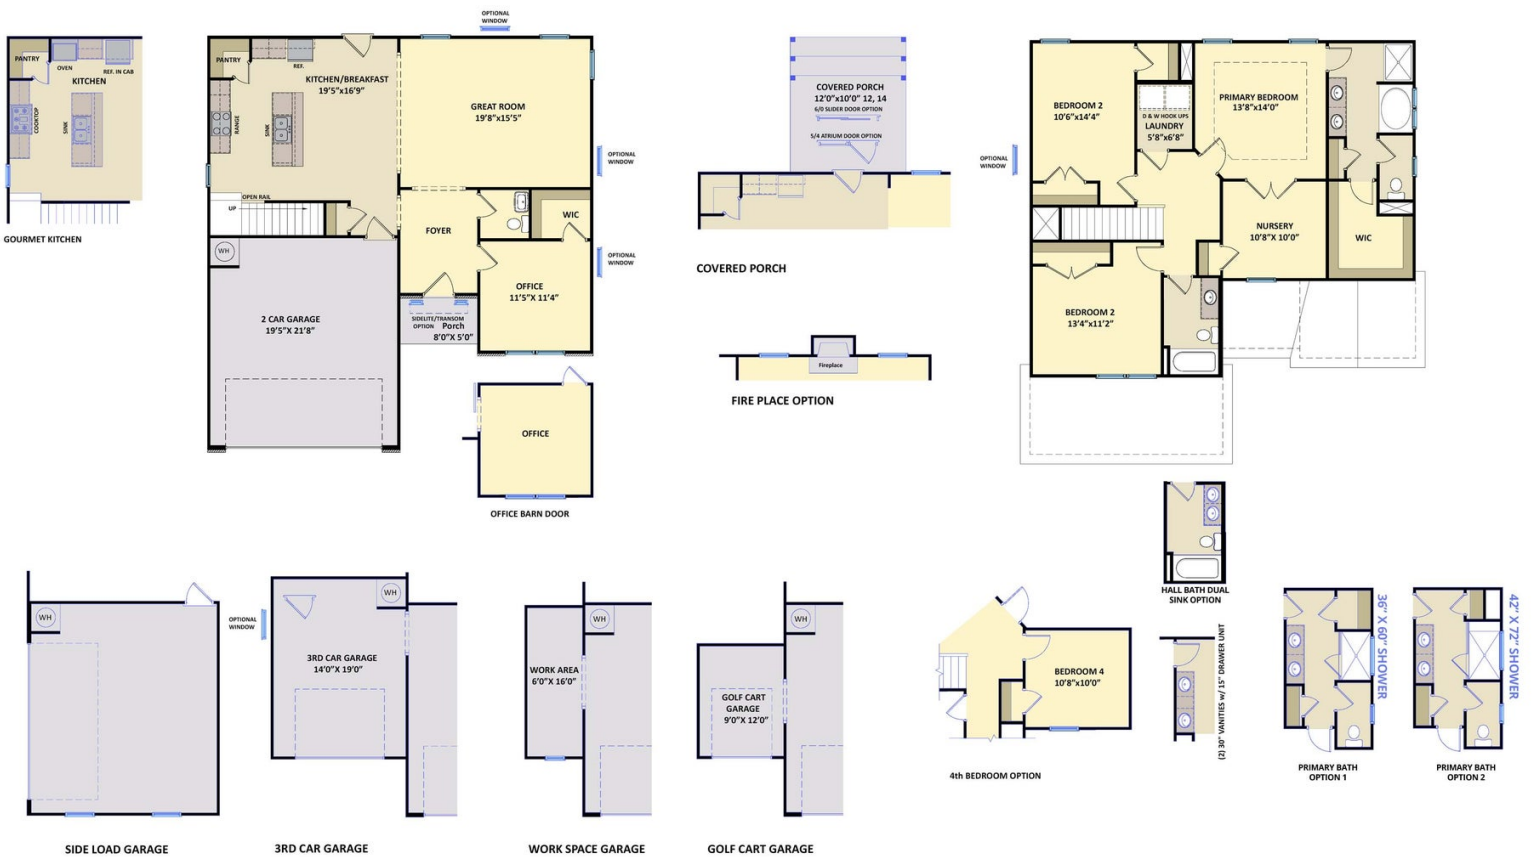 PANTRY
OVEN
REF. IN CAB
KITCHEN
COOKTOP
SINK
GOURMET KITCHEN
OPTIONAL
WINDOW
PANTRY
REF.
KITCHEN/BREAKFAST
19'5"x16'9"
RANGE
SINK
GREAT ROOM
19'8"x15'5"
OPTIONAL
WINDOW
OPEN RAIL
UP
WIC
FOYER
WH
OPTIONAL
WINDOW
OFFICE
11'5"X 11'4"
2 CAR GARAGE
19'5"X 21'8"
SIDELITE/TRANSOM
OPTION
Porch
8'0"X 5'0"
OFFICE
OFFICE BARN DOOR
COVERED PORCH
12'0"x10'0" 12, 14
6/0 SLIDER DOOR OPTION
5/4 ATRIUM DOOR OPTION
COVERED PORCH
Fireplace
FIRE PLACE OPTION
OPTIONAL
WINDOW
BEDROOM 2
10'6"x14'4"
D & W HOOK UPS
LAUNDRY
5'8"x6'8"
PRIMARY BEDROOM
13'8"x14'0"
NURSERY
10'8"X 10'0"
WIC
BEDROOM 2
13'4"x11'2"
HALL BATH DUAL
SINK OPTION
WH
SIDE LOAD GARAGE
OPTIONAL
WINDOW
WH
3RD CAR GARAGE
14'0"X 19'0"
3RD CAR GARAGE
WH
WORK AREA
6'0"X 16'0"
WORK SPACE GARAGE
WH
GOLF CART
GARAGE
9'0"X 12'0"
GOLF CART GARAGE
BEDROOM 4
10'8"x10'0"
4th BEDROOM OPTION
(2) 30" VANITIES w/ 15" DRAWER UNIT
36" X 60" SHOWER
PRIMARY BATH
OPTION 1
42" X 72" SHOWER
PRIMARY BATH
OPTION 2